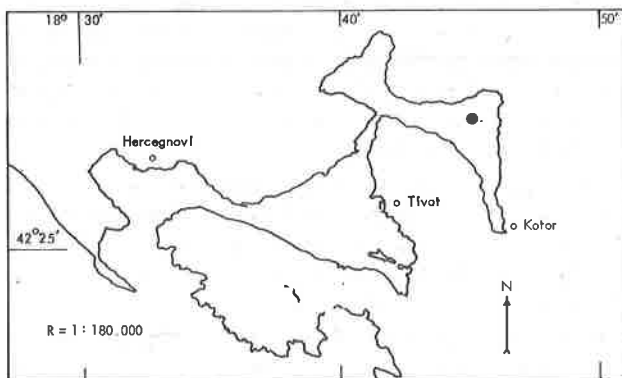 18° 30' 40' 50'
Hercegnovi
Tivat
Kotor
42°25'
N
R = 1 : 180.000